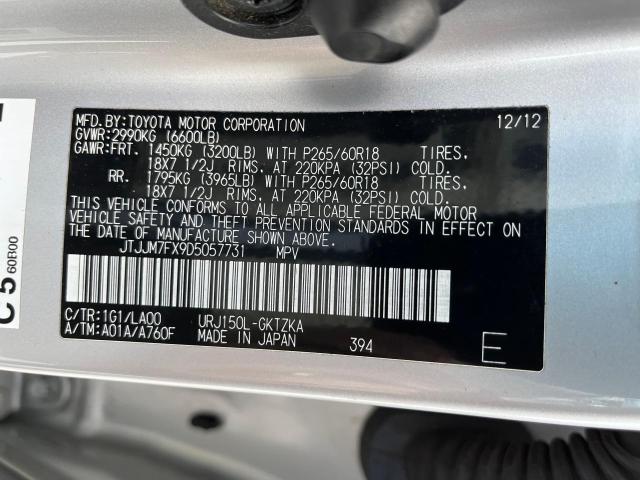 MFD.BY:TOYOTA MOTOR CORPORATION 12/12
GVWR:2990KG (6600LB)
GAWR:FRT. 1450KG (3200LB) WITH P265/60R18 TIRES,
18X7 1/2J RIMS, AT 220KPA (32PSI) COLD.
RR. 1795KG (3965LB) WITH P265/60R18 TIRES,
18X7 1/2J RIMS, AT 220KPA (32PSI) COLD.
THIS VEHICLE CONFORMS TO ALL APPLICABLE FEDERAL MOTOR
VEHICLE SAFETY AND THEFT PREVENTION STANDARDS IN EFFECT ON
THE DATE OF MANUFACTURE SHOWN ABOVE.
JTJJM7FX9D5057731 MPV
C/TR:1G1/LA00 URJ150L-GKTZKA
A/TM:A01A/A760F MADE IN JAPAN 394
E
C 5 60B00